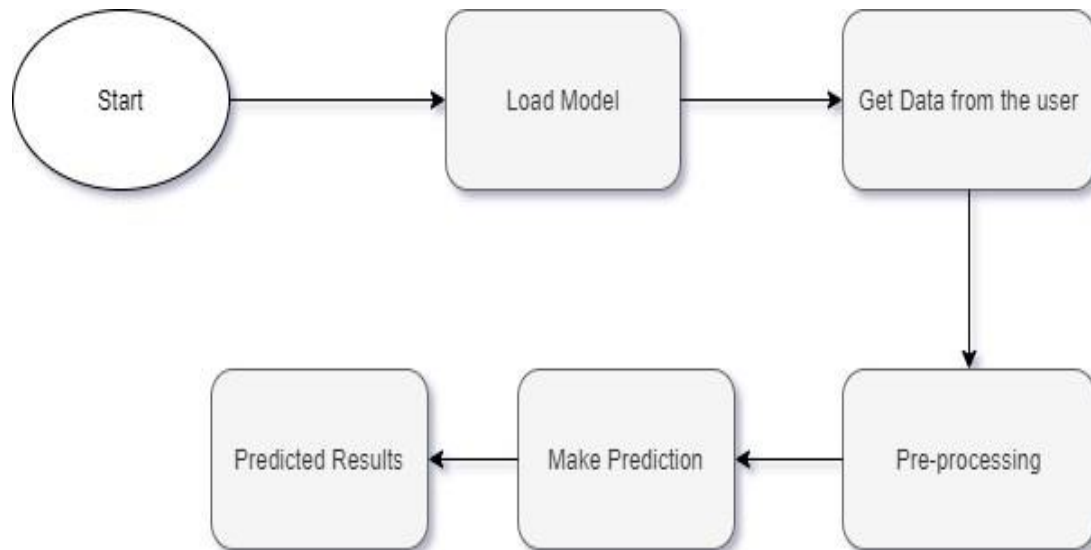 Start
Load Model
Get Data from the user
Pre-processing
Make Prediction
Predicted Results